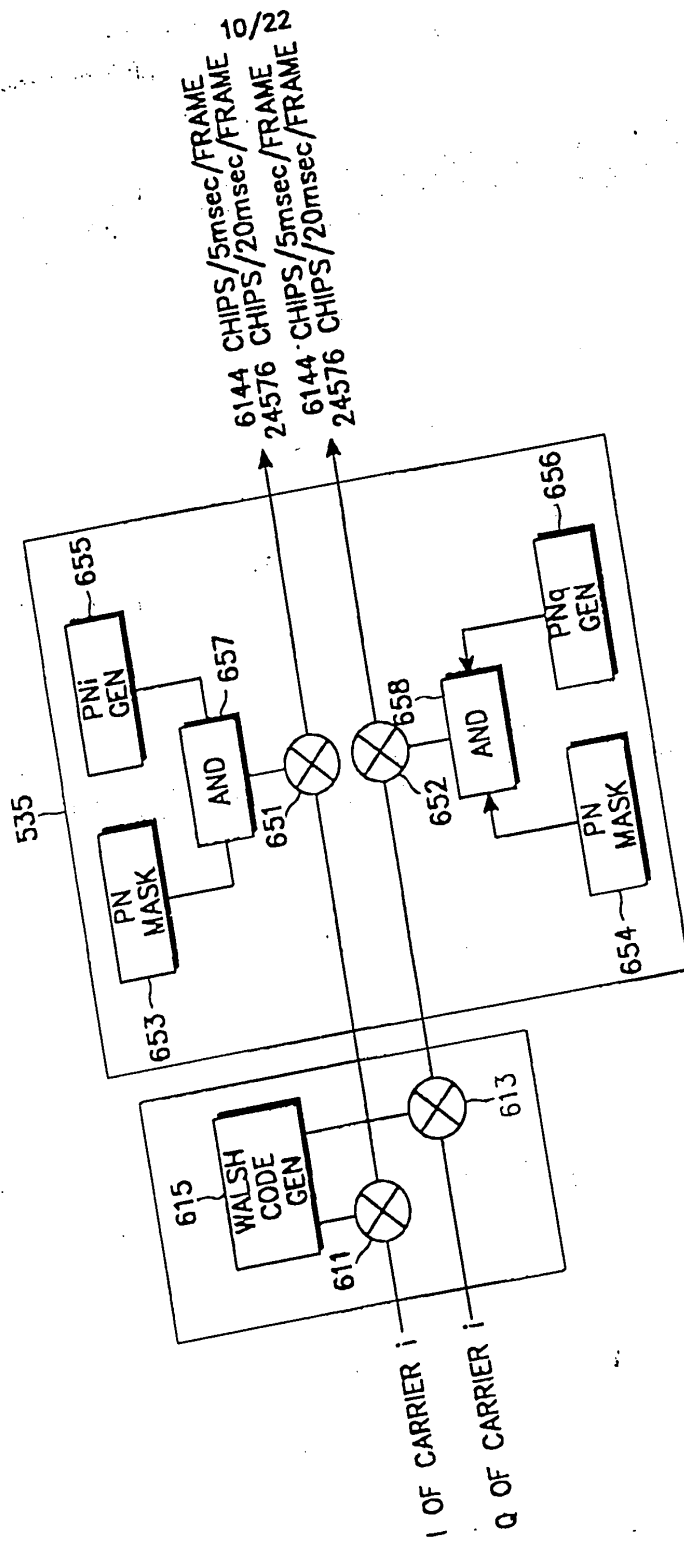 10/22
6144 CHIPS/5msec/FRAME
24576 CHIPS/20msec/FRAME
6144 CHIPS/5msec/FRAME
24576 CHIPS/20msec/FRAME
535
PN
MASK
653
PNi
GEN
655
AND
657
651
615
WALSH
CODE
GEN
611
613
652
658
AND
PN
MASK
654
PNq
GEN
656
I OF CARRIER i
Q OF CARRIER i